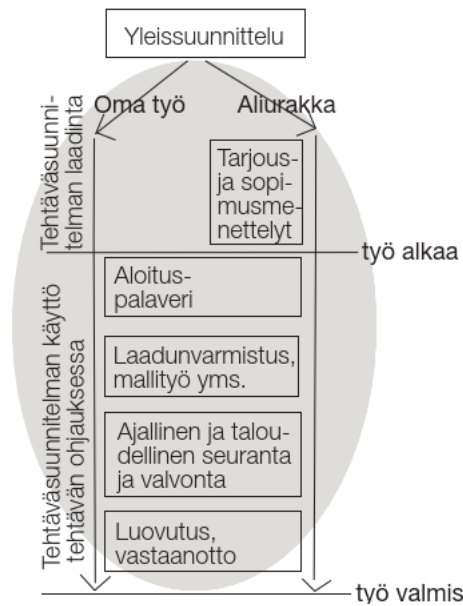 Yleissuunnittelu
Oma työ
Aliurakka
Tehtäväsuunni-
telman laadinta
Tarjous-
ja sopi-
musme-
nettelyt
työ alkaa
Tehtäväsuunnitelman käyttö
tehtävän ohjauksessa
Aloitus-
palaveri
Laadunvarmistus,
mallityö yms.
Ajallinen ja talou-
dellinen seuranta
ja valvonta
Luovutus,
vastaanotto
työ valmis